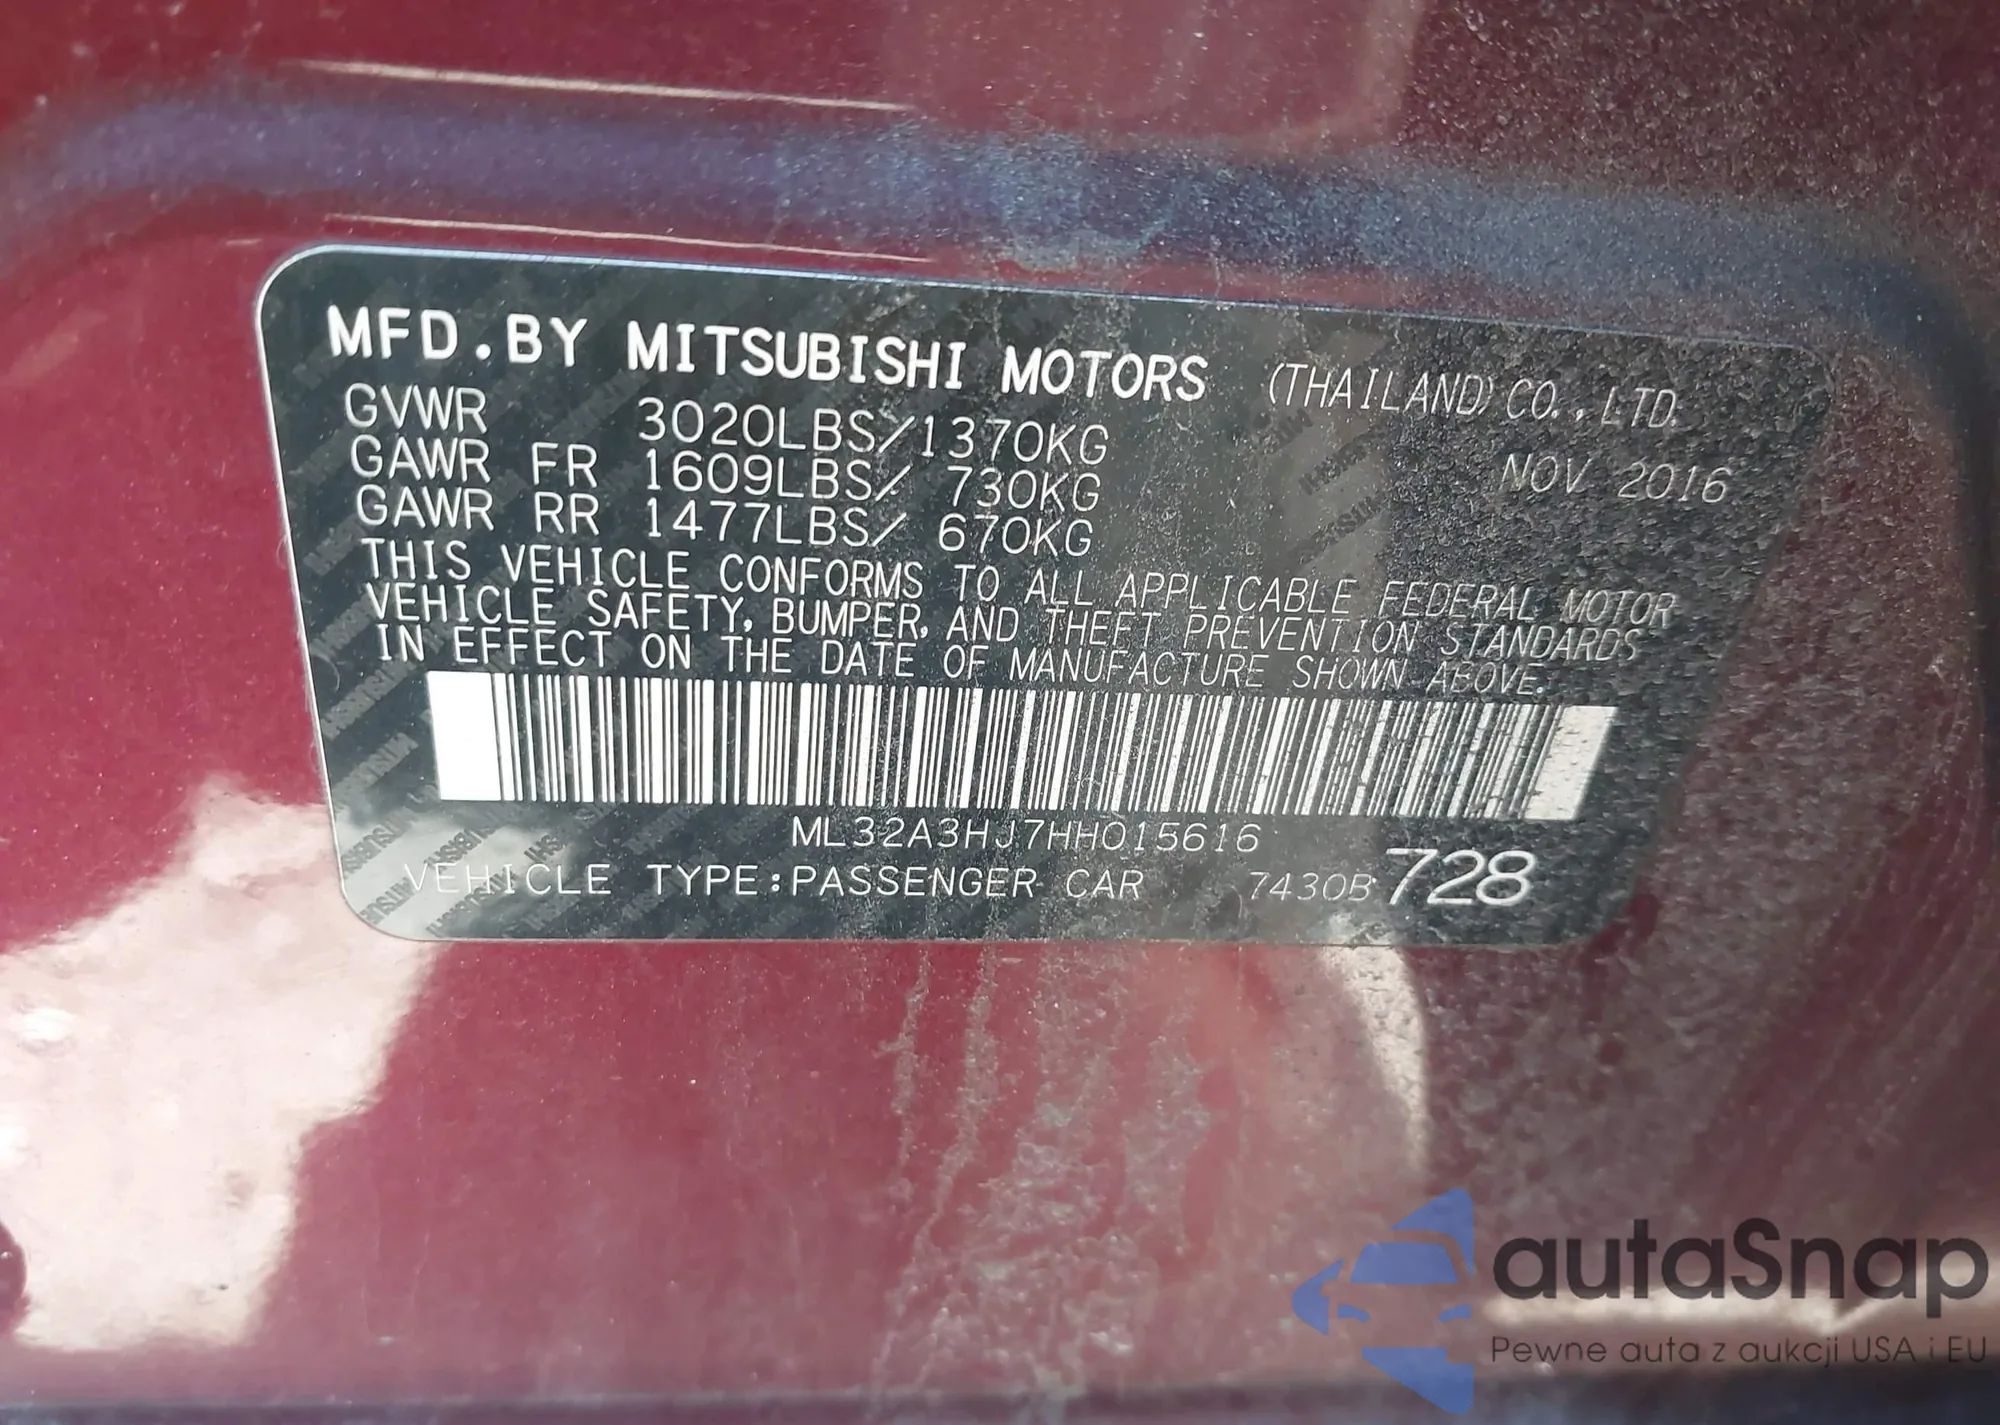 MFD.BY MITSUBISHI MOTORS (THAILAND) CO., LTD.
GVWR 3020LBS/1370KG NOV 2016
GAWR FR 1609LBS/ 730KG
GAWR RR 1477LBS/ 670KG
THIS VEHICLE CONFORMS TO ALL APPLICABLE FEDERAL MOTOR
VEHICLE SAFETY, BUMPER, AND THEFT PREVENTION STANDARDS
IN EFFECT ON THE DATE OF MANUFACTURE SHOWN ABOVE.
ML32A3HJ7HH015616
VEHICLE TYPE:PASSENGER CAR 7430B 728
autaSnap
Pewne auta z aukcji USA i EU